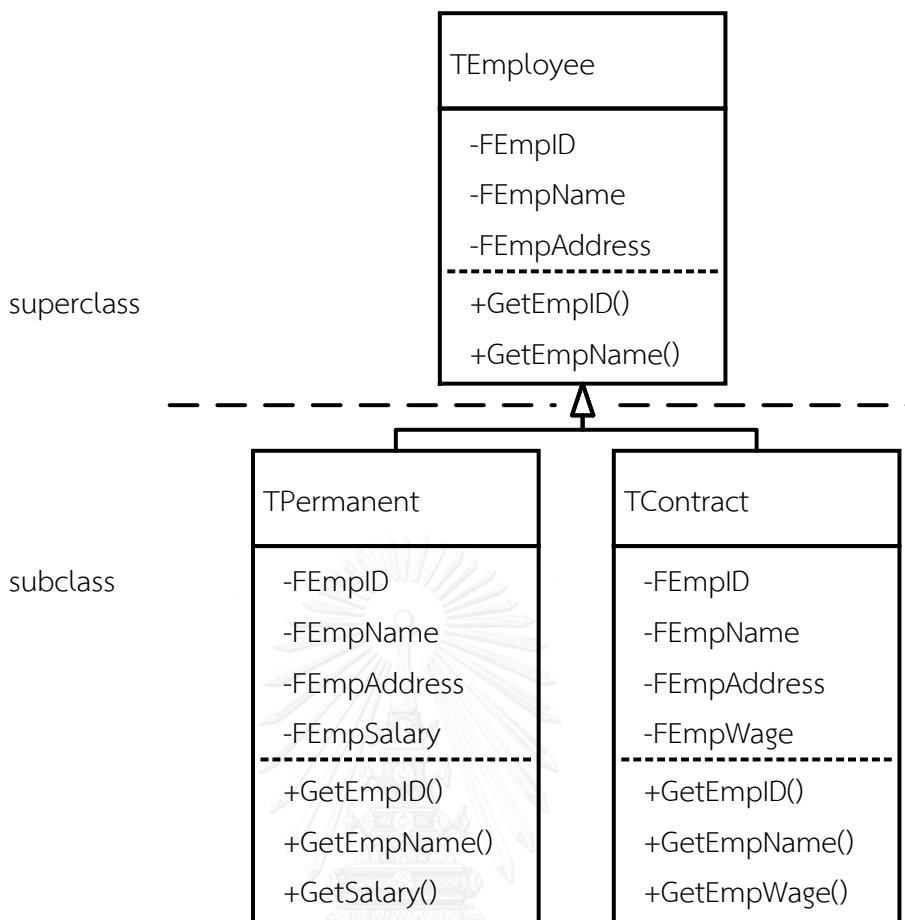 TEmployee
-FEmpID
-FEmpName
-FEmpAddress
superclass
+GetEmpID()
+GetEmpName()
TPermanent
-FEmpID
-FEmpName
-FEmpAddress
-FEmpSalary
+GetEmpID()
+GetEmpName()
+GetSalary()
TContract
-FEmpID
-FEmpName
-FEmpAddress
-FEmpWage
+GetEmpID()
+GetEmpName()
+GetEmpWage()
subclass